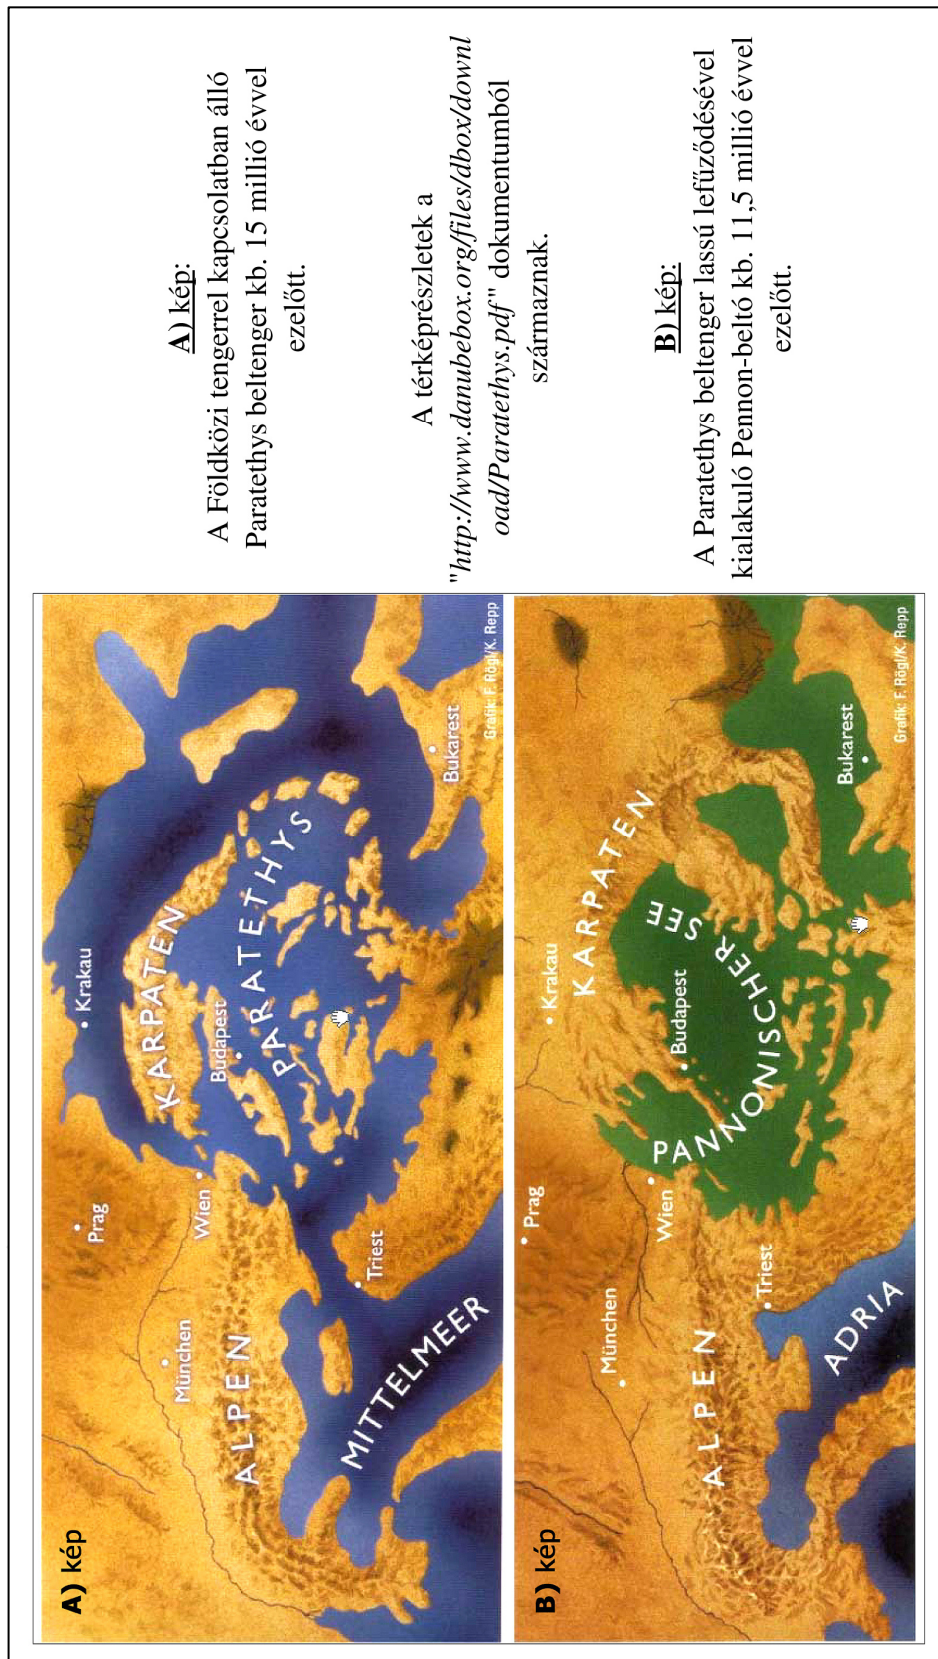 A) kép
Prag
Krakau
München
Wien
ALPEN
KARPATEN
Budapest
PARATETHYS
Triest
MITTELMEER
Bukarest
Grafik: F. Rögl/K. Repp
B) kép
Prag
Krakau
München
Wien
ALPEN
KARPATEN
Budapest
PANNONISCHER SEE
Triest
ADRIA
Bukarest
Grafik: F. Rögl/K. Repp
A) kép:
A Földközi tengerrel kapcsolatban álló
Paratethys beltenger kb. 15 millió évvel
ezelőtt.
A térképrészletek a
"http://www.danubebox.org/files/dbox/downl
oad/Paratethys.pdf" dokumentumból
származnak.
B) kép:
A Paratethys beltenger lassú lefűződésével
kialakuló Pennon-beltó kb. 11,5 millió évvel
ezelőtt.